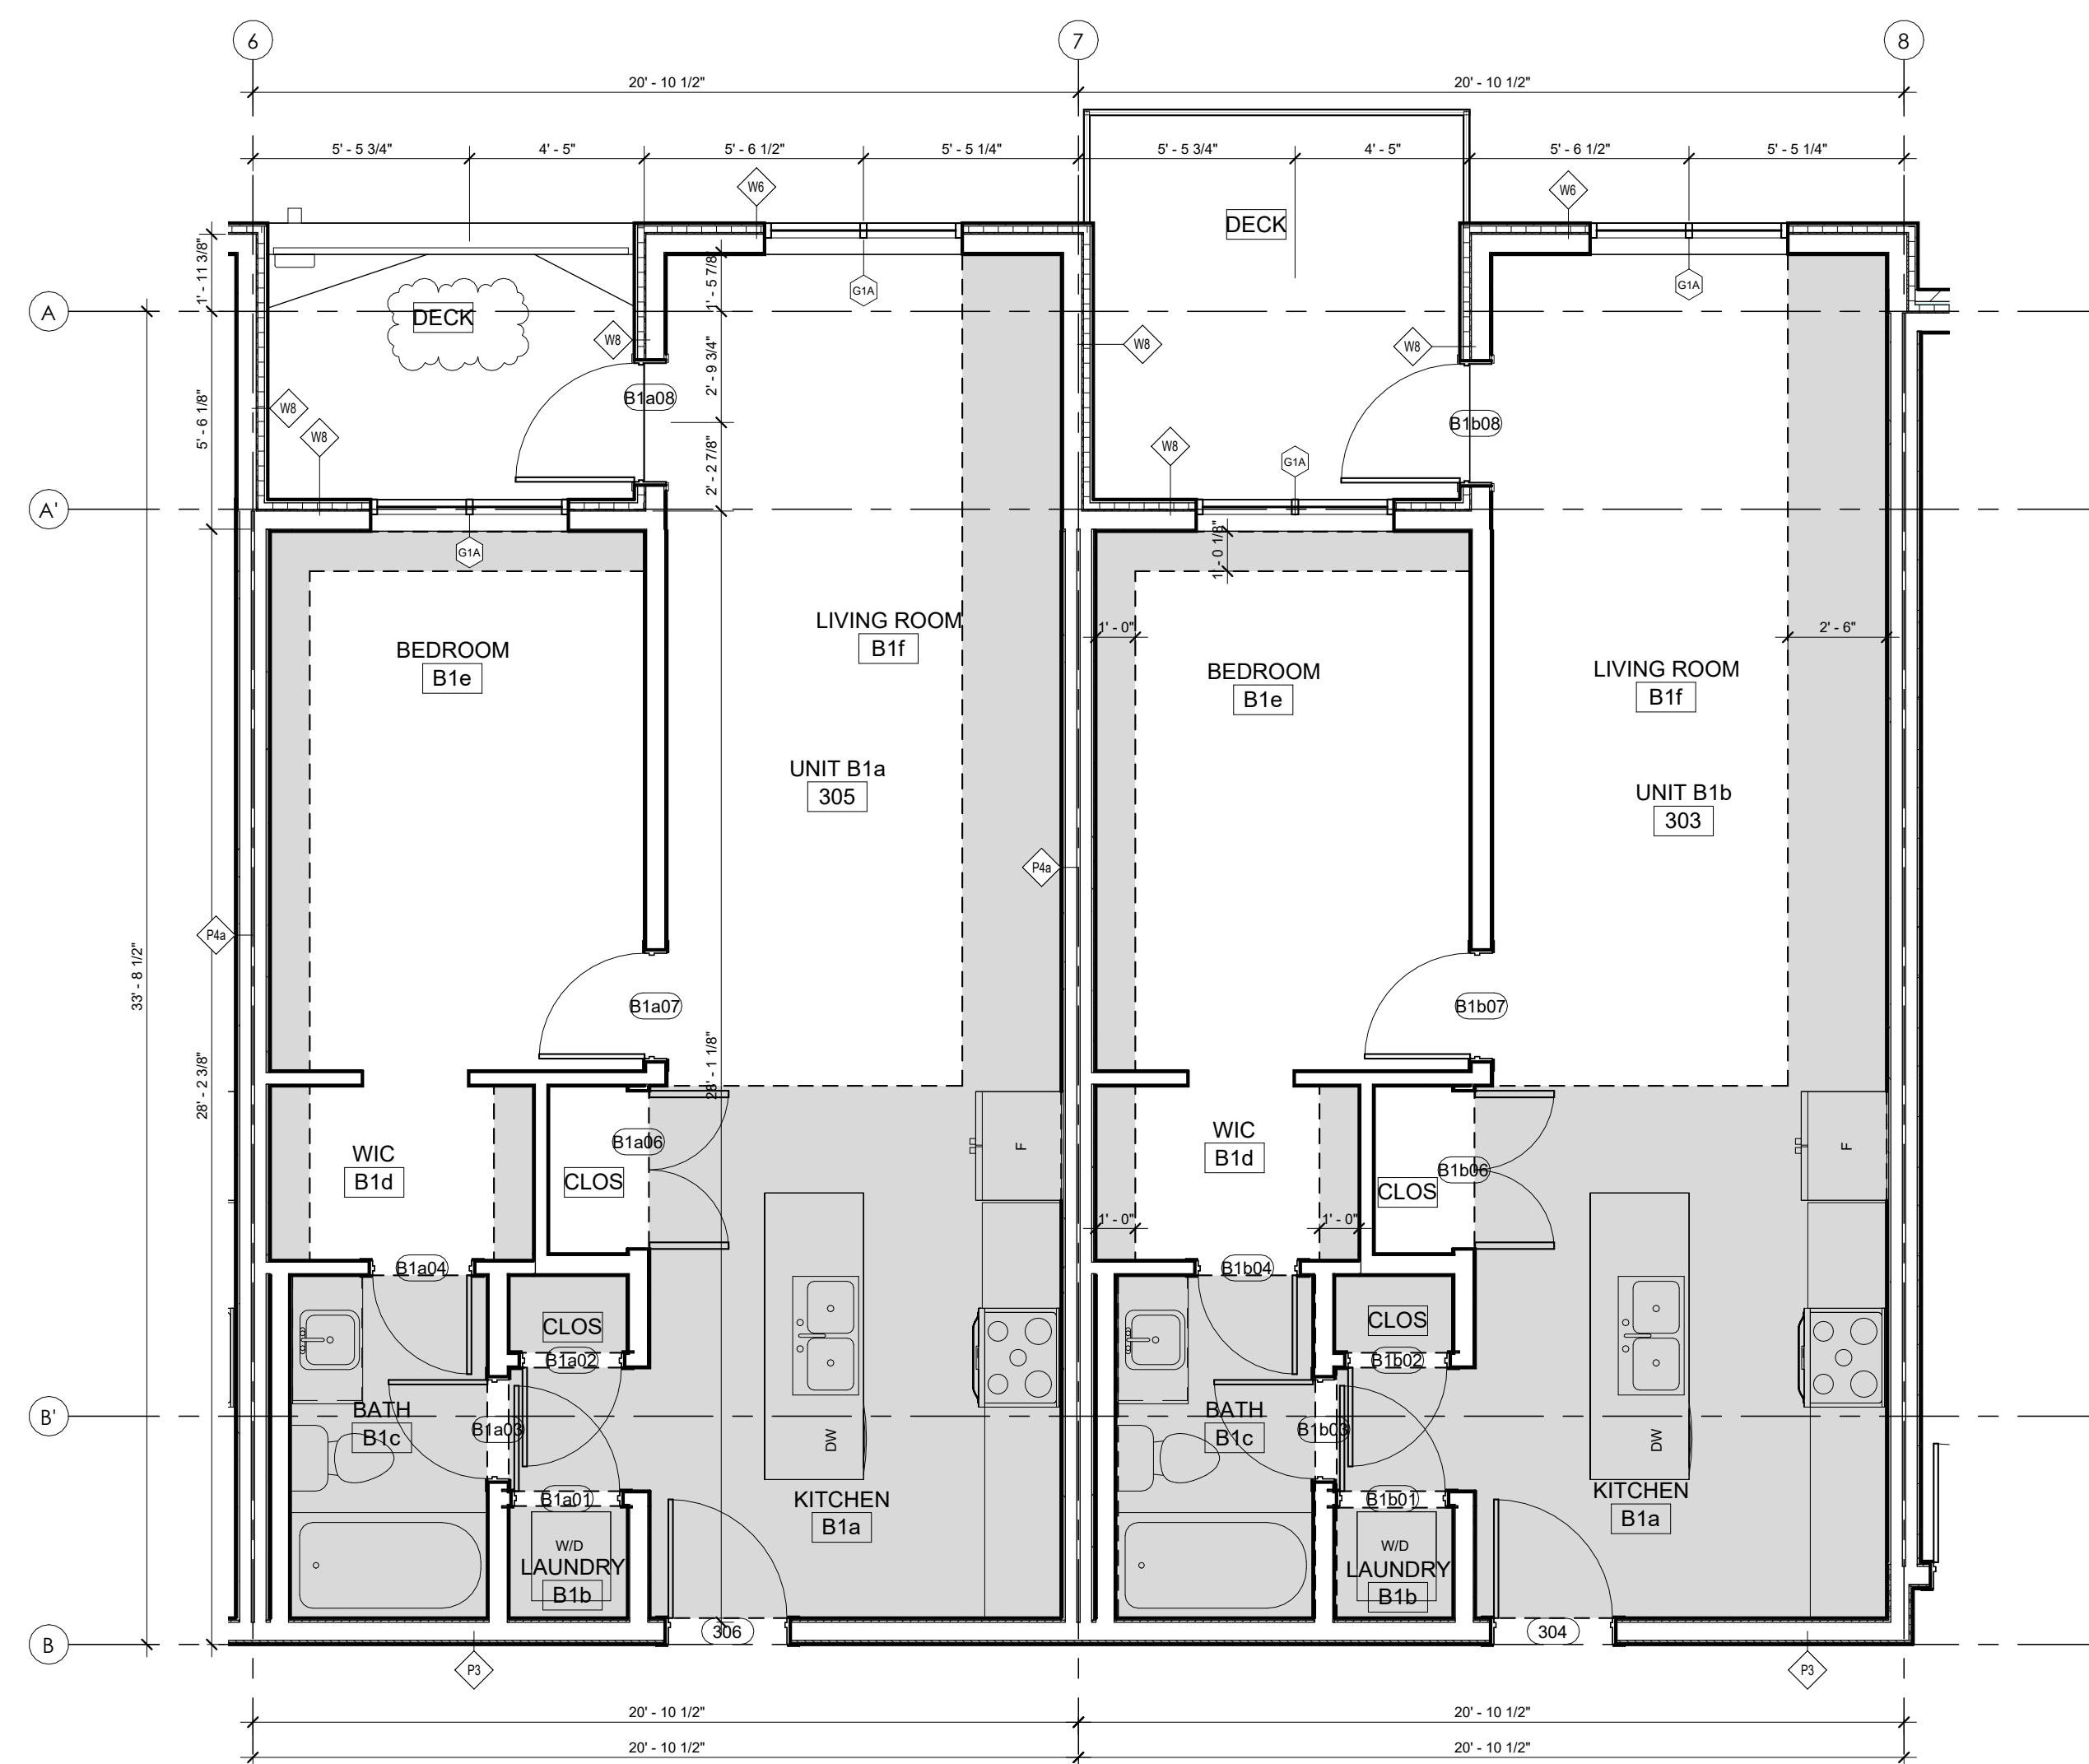 6
7
8
20' - 10 1/2"
20' - 10 1/2"
5' - 5 3/4"
4' - 5"
5' - 6 1/2"
5' - 5 1/4"
5' - 5 3/4"
4' - 5"
5' - 6 1/2"
5' - 5 1/4"
W6
W6
DECK
1' - 11 3/8"
1' - 5 7/8"
G1A
G1A
A
DECK
W8
W8
W8
2' - 9 3/4"
B1a08
W8
5' - 6 1/8"
W8
B1b08
W8
G1A
2' - 2 7/8"
A'
G1A
1' - 0 1/8"
LIVING ROOM
B1f
1' - 0"
2' - 6"
BEDROOM
B1e
BEDROOM
B1e
LIVING ROOM
B1f
UNIT B1a
305
UNIT B1b
303
P4a
P4a
33' - 8 1/2"
B1a07
B1b07
28' - 2 3/8"
28' - 1 1/8"
B1a06
F
WIC
B1d
CLOS
WIC
B1d
B1b06
F
CLOS
1' - 0"
1' - 0"
B1a04
B1b04
CLOS
CLOS
B1a02
B1b02
B'
BATH
B1c
B1a03
DW
BATH
B1c
B1b03
DW
B1a01
KITCHEN
B1a
B1b01
KITCHEN
B1a
W/D
LAUNDRY
B1b
W/D
LAUNDRY
B1b
306
304
B
P3
P3
20' - 10 1/2"
20' - 10 1/2"
20' - 10 1/2"
20' - 10 1/2"